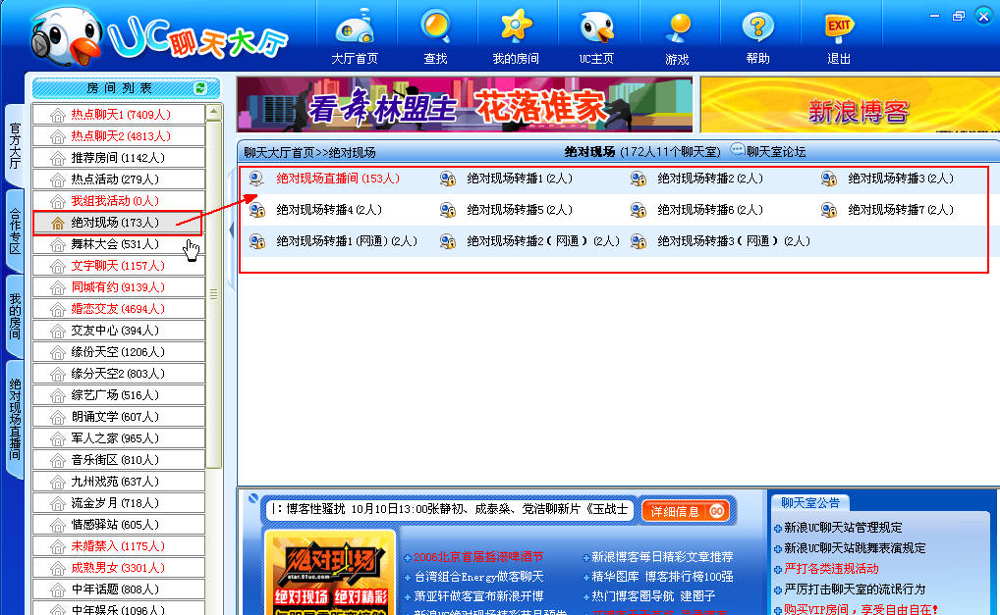 UC聊天大厅
大厅首页
查找
我的房间
UC主页
游戏
帮助
EXIT
退出
房间列表
官方大厅
合作专区
我的房间
绝对现场直播间
热点聊天1(7409人)
热点聊天2(4813人)
推荐房间(1142人)
热点活动(279人)
我组我活动(0人)
绝对现场(173人)
舞林大会(531人)
文字聊天(1157人)
同城有约(9139人)
婚恋交友(4694人)
交友中心(394人)
缘份天空(1206人)
缘分天空2(803人)
综艺广场(516人)
朗诵文学(607人)
军人之家(965人)
音乐街区(810人)
九州戏苑(637人)
流金岁月(718人)
情感驿站(605人)
未婚禁入(1175人)
成熟男女(3301人)
中年话题(808人)
中年娱乐(1096人)
看舞林盟主 花落谁家
新浪博客
聊天大厅首页>>绝对现场
绝对现场 (172人11个聊天室)
聊天室论坛
绝对现场直播间(153人)
绝对现场转播1(2人)
绝对现场转播2(2人)
绝对现场转播3(2人)
绝对现场转播4(2人)
绝对现场转播5(2人)
绝对现场转播6(2人)
绝对现场转播7(2人)
绝对现场转播1(网通)(2人)
绝对现场转播2(网通)(2人)
绝对现场转播3(网通)(2人)
：博客性骚扰 10月10日13:00张静初、成泰燊、党浩聊新片《玉战士
详细信息 GO
绝对现场
star.51uc.com
绝对现场 绝对精彩
2006北京首届摇滚啤酒节
台湾组合Energy做客聊天
萧亚轩做客宣布新浪开博
新浪UC绝对现场精彩节目预告
新浪博客每日精彩文章推荐
精华图库 博客排行榜100强
热门博客圈导航 建圈子
聊天室公告
新浪UC聊天站管理规定
新浪UC聊天站跳舞表演规定
严打各类违规活动
严厉打击聊天室的流氓行为
购买VIP房间，享受自由自在！